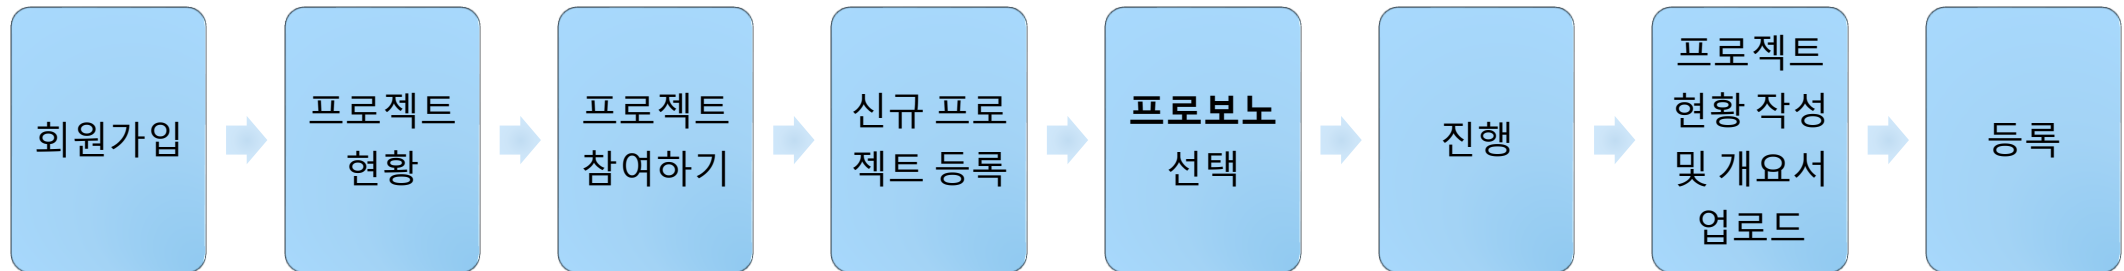 회원가입
프로젝트
현황
프로젝트
참여하기
신규 프로
젝트 등록
프로보노
선택
진행
프로젝트
현황 작성
및 개요서
업로드
등록